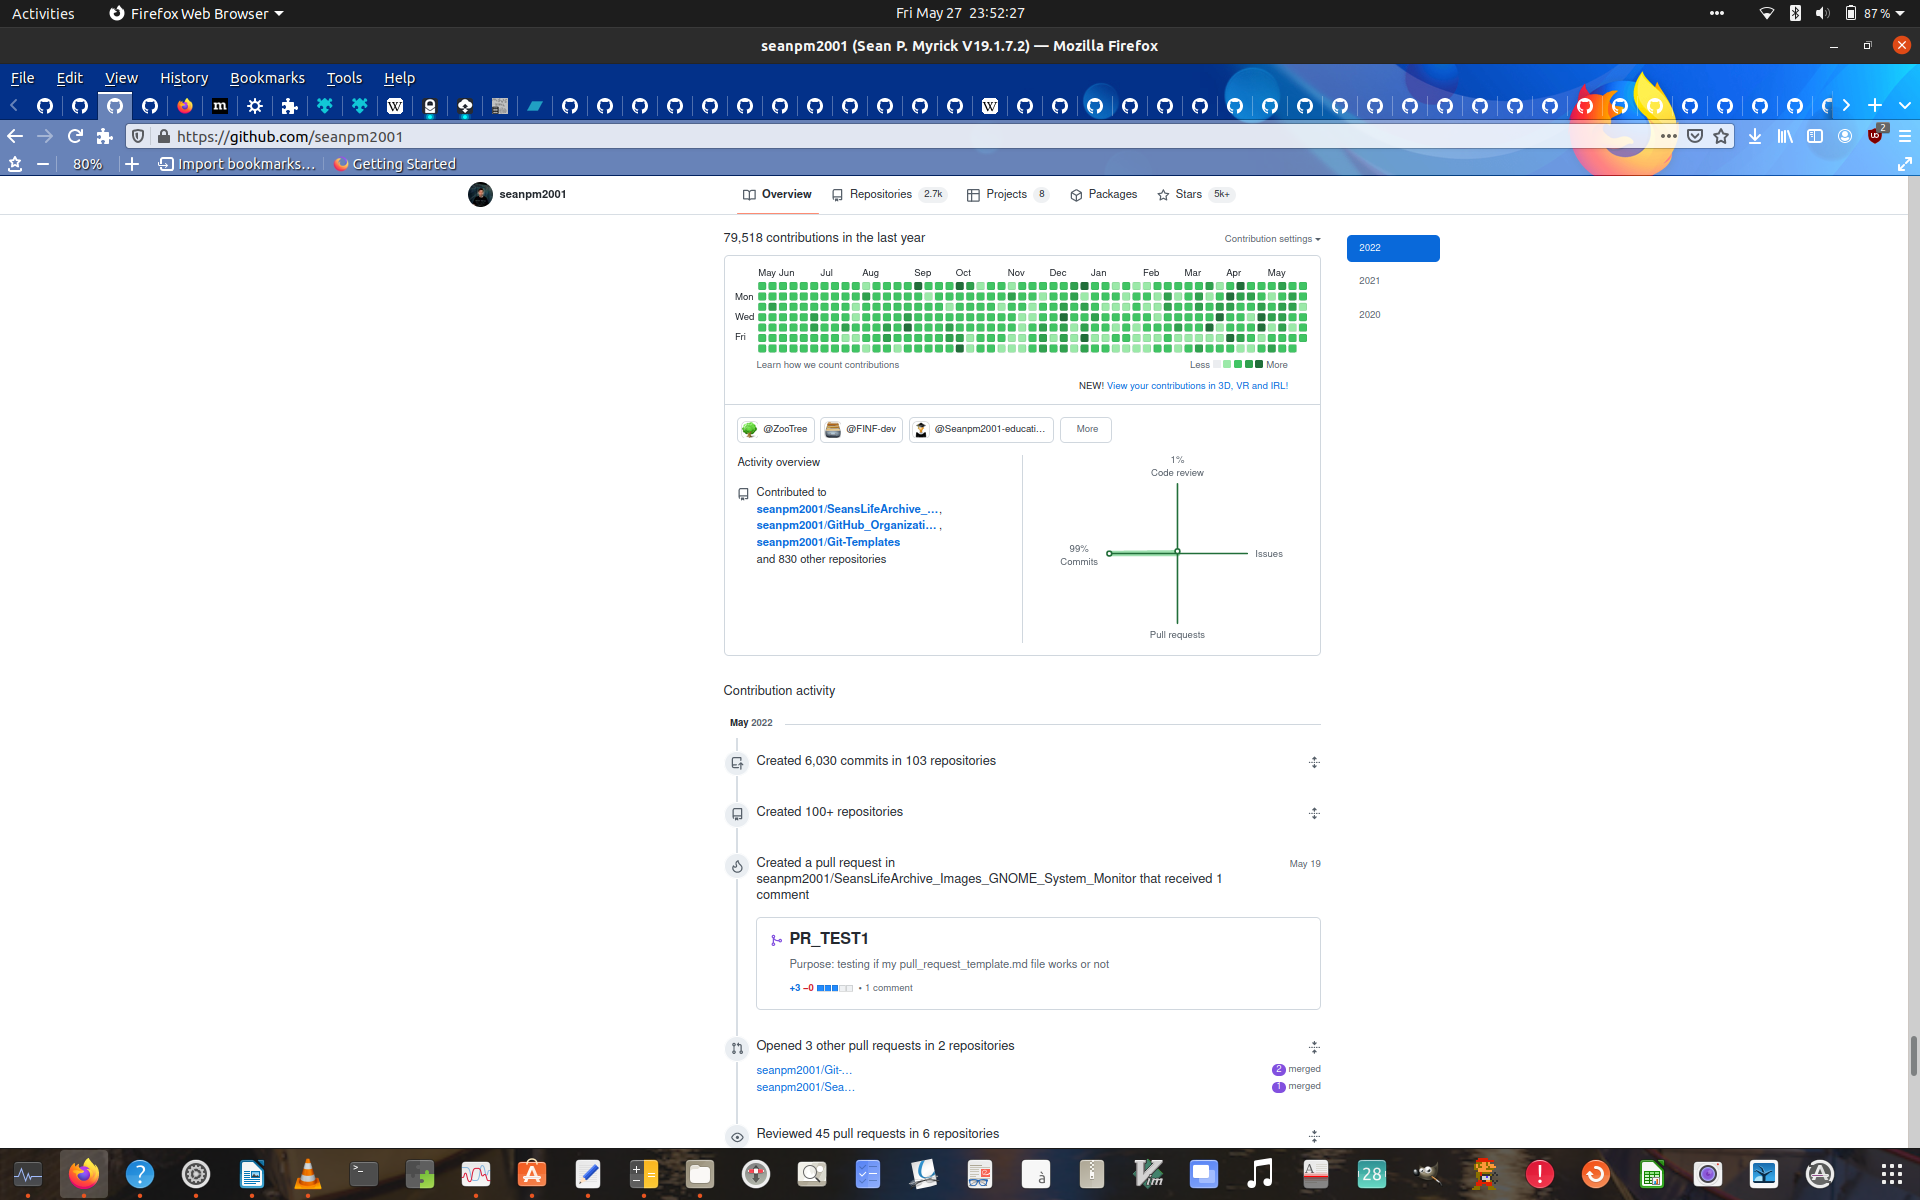 Activities
Firefox Web Browser
Fri May 27 23:52:27
87 %
seanpm2001 (Sean P. Myrick V19.1.7.2) — Mozilla Firefox
File Edit View History Bookmarks Tools Help
https://github.com/seanpm2001
2
80%
Import bookmarks...
Getting Started
seanpm2001
Overview
Repositories 2.7k
Projects 8
Packages
Stars 5k+
79,518 contributions in the last year
Contribution settings
2022
2021
2020
May Jun Jul Aug Sep Oct Nov Dec Jan Feb Mar Apr May
Mon
Wed
Fri
Learn how we count contributions
Less More
NEW! View your contributions in 3D, VR and IRL!
@ZooTree
@FINF-dev
@Seanpm2001-educati...
More
Activity overview
Contributed to
seanpm2001/SeansLifeArchive_...,
seanpm2001/GitHub_Organizati... ,
seanpm2001/Git-Templates
and 830 other repositories
1%
Code review
99%
Commits
Issues
Pull requests
Contribution activity
May 2022
Created 6,030 commits in 103 repositories
Created 100+ repositories
Created a pull request in
seanpm2001/SeansLifeArchive_Images_GNOME_System_Monitor that received 1
comment
May 19
PR_TEST1
Purpose: testing if my pull_request_template.md file works or not
+3 −0 • 1 comment
Opened 3 other pull requests in 2 repositories
seanpm2001/Git-...
2 merged
seanpm2001/Sea...
1 merged
Reviewed 45 pull requests in 6 repositories
28